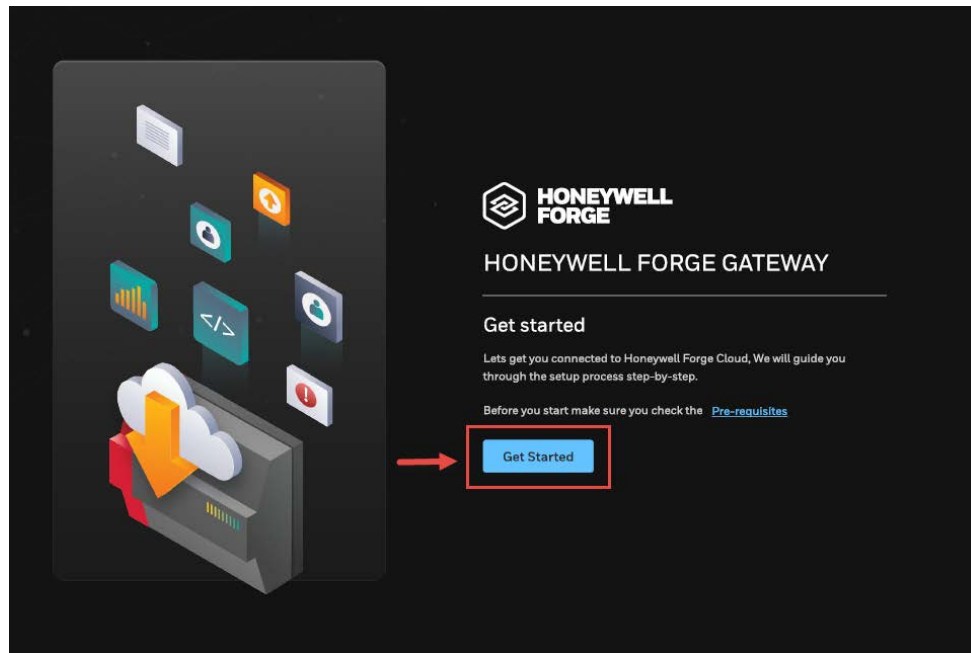 HONEYWELL
FORGE
HONEYWELL FORGE GATEWAY
Get started
Lets get you connected to Honeywell Forge Cloud, We will guide you
through the setup process step-by-step.
Before you start make sure you check the Pre-requisites
Get Started
</>